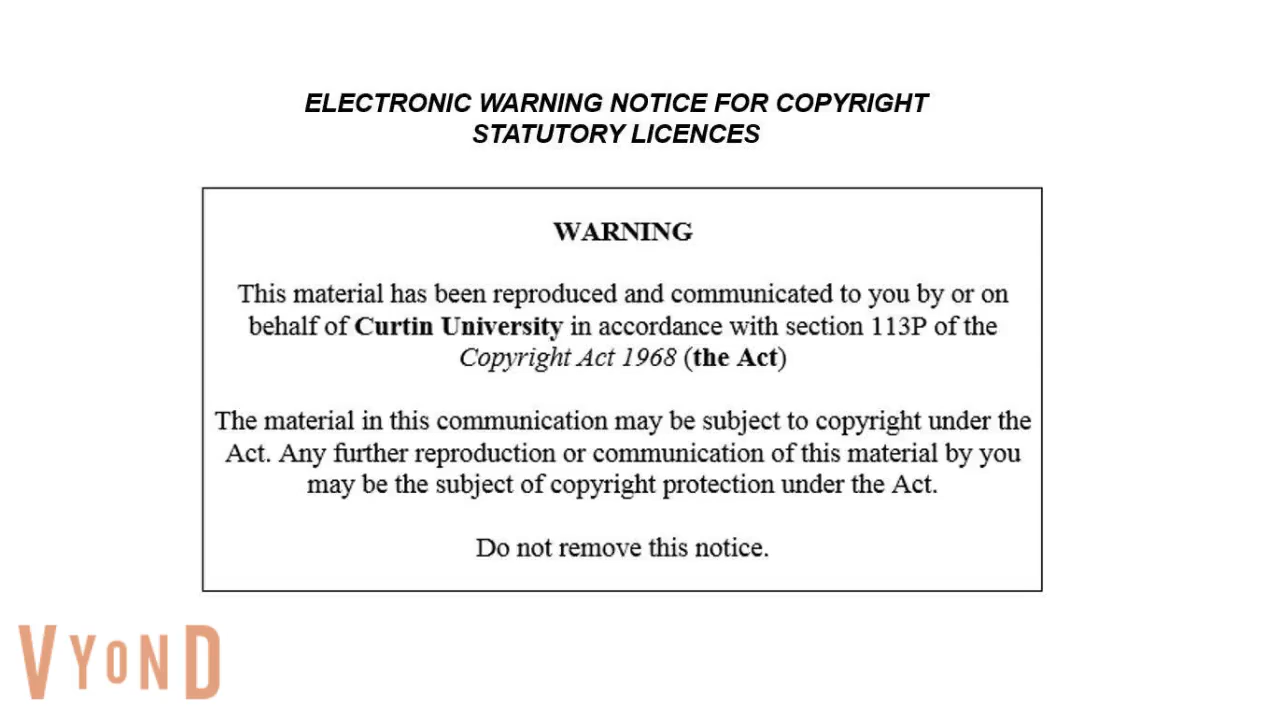 ELECTRONIC WARNING NOTICE FOR COPYRIGHT
STATUTORY LICENCES
WARNING
This material has been reproduced and communicated to you by or on
behalf of Curtin University in accordance with section 113P of the
Copyright Act 1968 (the Act)
The material in this communication may be subject to copyright under the
Act. Any further reproduction or communication of this material by you
may be the subject of copyright protection under the Act.
Do not remove this notice.
VYOND